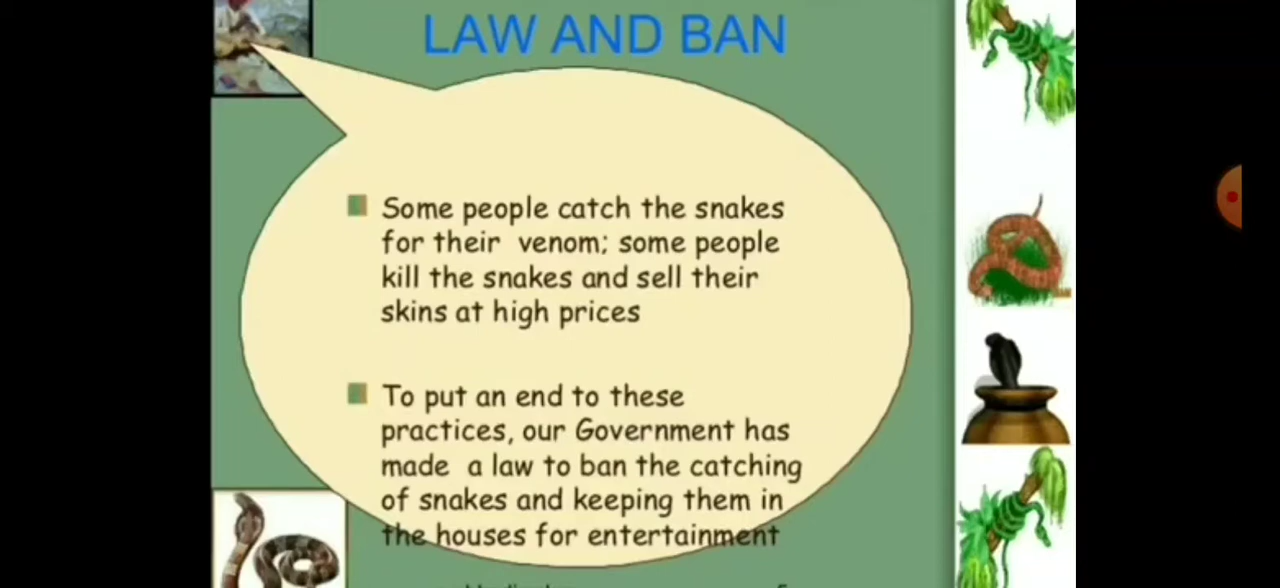 LAW AND BAN
Some people catch the snakes
for their venom; some people
kill the snakes and sell their
skins at high prices
To put an end to these
practices, our Government has
made a law to ban the catching
of snakes and keeping them in
the houses for entertainment